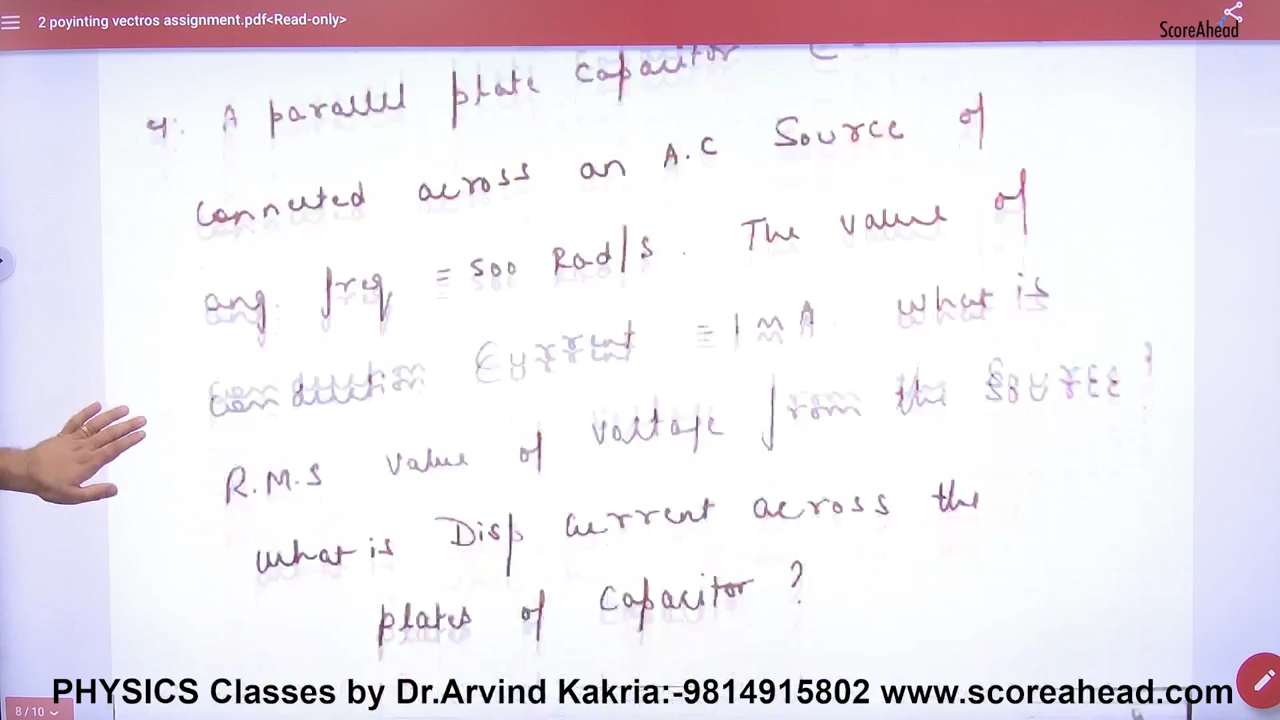 2 poyinting vectros assignment.pdf<Read-only>
ScoreAhead
A parallel plate capacitor
connected across an A.C Source of
ang. freq = 500 Rad/s. The value of
Conduction Current = 1 mA. what is
R.M.S value of voltage from the source?
what is Disp current across the
plates of capacitor?
PHYSICS Classes by Dr.Arvind Kakria:-9814915802 www.scoreahead.com
8 / 10